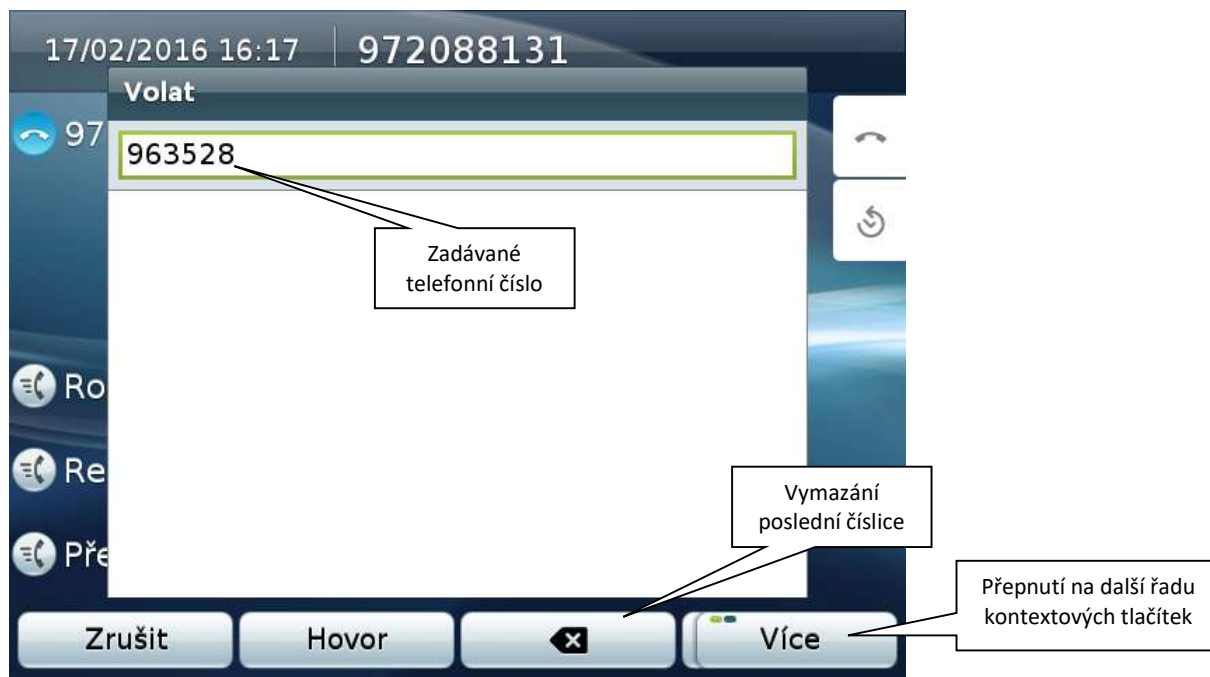 17/02/2016 16:17 972088131
Volat
97
963528
Zadávané
telefonní číslo
Ro
Re
Vymazání
poslední číslice
Pře
Přepnutí na další řadu
kontextových tlačítek
Zrušit Hovor Více